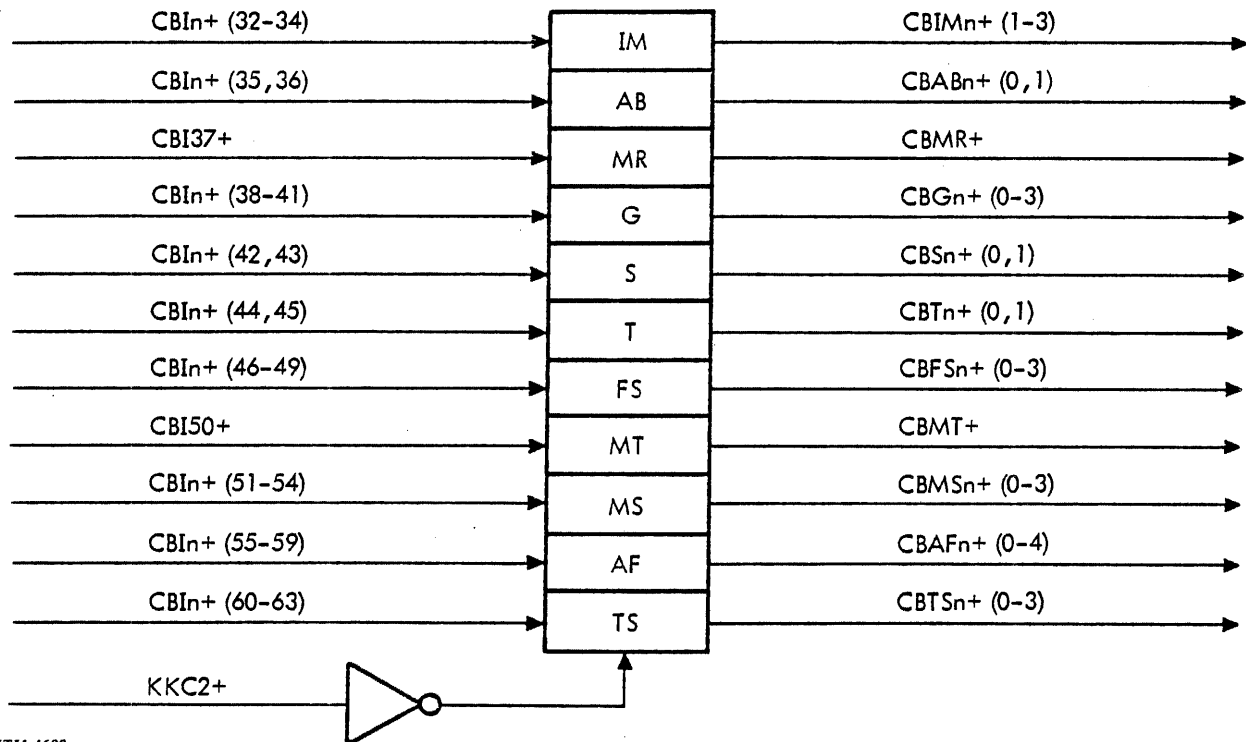 CBIn+ (32-34) IM CBIMn+ (1-3)
CBIn+ (35,36) AB CBABn+ (0,1)
CBI37+ MR CBMR+
CBIn+ (38-41) G CBGn+ (0-3)
CBIn+ (42,43) S CBSn+ (0,1)
CBIn+ (44,45) T CBTn+ (0,1)
CBIn+ (46-49) FS CBFSn+ (0-3)
CBI50+ MT CBMT+
CBIn+ (51-54) MS CBMSn+ (0-3)
CBIn+ (55-59) AF CBAFn+ (0-4)
CBIn+ (60-63) TS CBTSn+ (0-3)
KKC2+